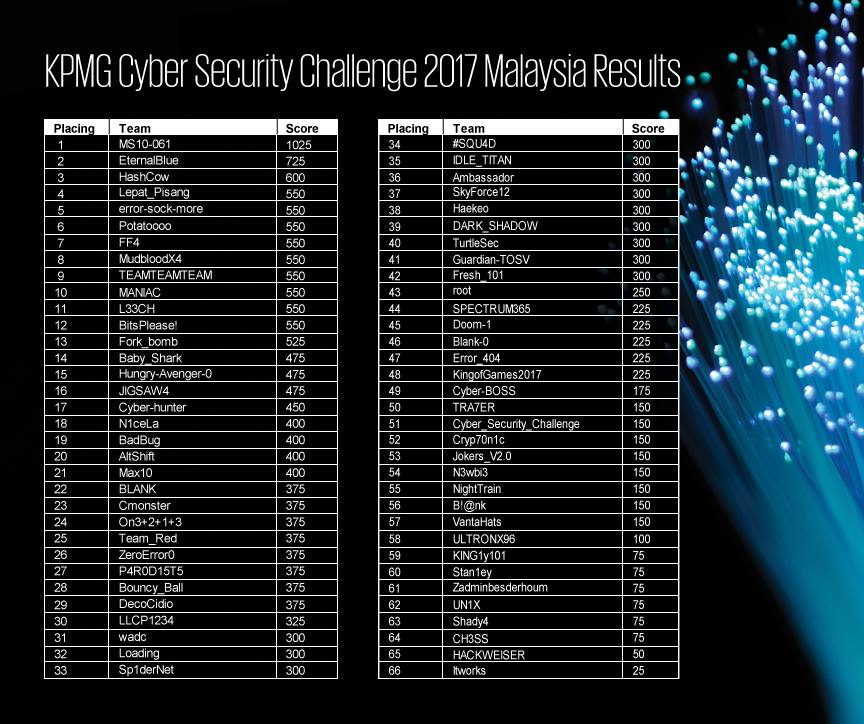 KPMG Cyber Security Challenge 2017 Malaysia Results
Placing Team Score
1 MS10-061 1025
2 EternalBlue 725
3 HashCow 600
4 Lepat_Pisang 550
5 error-sock-more 550
6 Potatoooo 550
7 FF4 550
8 MudbloodX4 550
9 TEAMTEAMTEAM 550
10 MANIAC 550
11 L33CH 550
12 BitsPlease! 550
13 Fork_bomb 525
14 Baby_Shark 475
15 Hungry-Avenger-0 475
16 JIGSAW4 475
17 Cyber-hunter 450
18 N1ceLa 400
19 BadBug 400
20 AltShift 400
21 Max10 400
22 BLANK 375
23 Cmonster 375
24 On3+2+1+3 375
25 Team_Red 375
26 ZeroError0 375
27 P4R0D15T5 375
28 Bouncy_Ball 375
29 DecoCidio 375
30 LLCP1234 325
31 wadc 300
32 Loading 300
33 Sp1derNet 300
Placing Team Score
34 #SQU4D 300
35 IDLE_TITAN 300
36 Ambassador 300
37 SkyForce12 300
38 Haekeo 300
39 DARK_SHADOW 300
40 TurtleSec 300
41 Guardian-TOSV 300
42 Fresh_101 300
43 root 250
44 SPECTRUM365 225
45 Doom-1 225
46 Blank-0 225
47 Error_404 225
48 KingofGames2017 225
49 Cyber-BOSS 175
50 TRA7ER 150
51 Cyber_Security_Challenge 150
52 Cryp70n1c 150
53 Jokers_V2.0 150
54 N3wbi3 150
55 NightTrain 150
56 B!@nk 150
57 VantaHats 150
58 ULTRONX96 100
59 KING1y101 75
60 Stan1ey 75
61 Zadminbesderhoum 75
62 UN1X 75
63 Shady4 75
64 CH3SS 75
65 HACKWEISER 50
66 Itworks 25